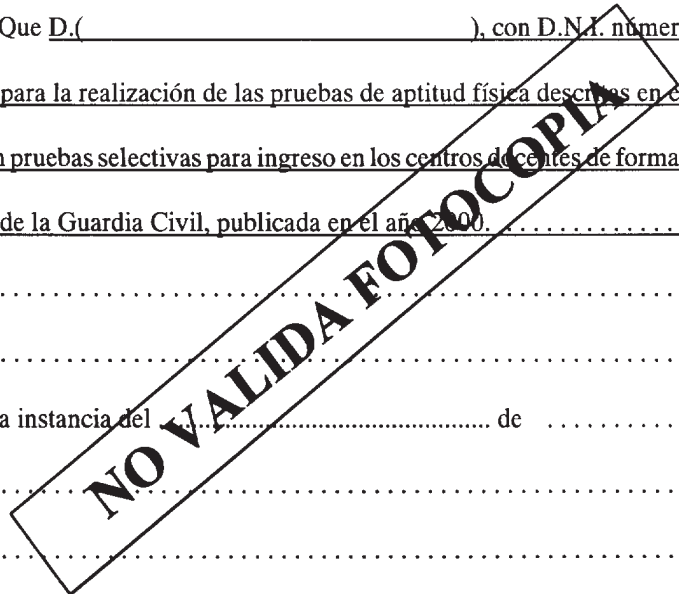 Que D.( ), con D.N.I. númer
para la realización de las pruebas de aptitud física descritas en e
n pruebas selectivas para ingreso en los centros docentes de forma
de la Guardia Civil, publicada en el año 2000. . . . . . . . . . . .
. . . . . . . . . . . . . . . . . . . . . . . . . . . . . . . . . . . . . . . .
. . . . . . . . . . . . . . . . . . . . . . . . . . . . . . . . . . . . . . . .
a instancia del .................................................. de . . . . . . . . .
. . . . . . . . . . . . . . . . . . . . . . . . . . . . . . . . . . . . . . . .
. . . . . . . . . . . . . . . . . . . . . . . . . . . . . . . . . . . . . . . .
NO VALIDA FOTOCOPIA